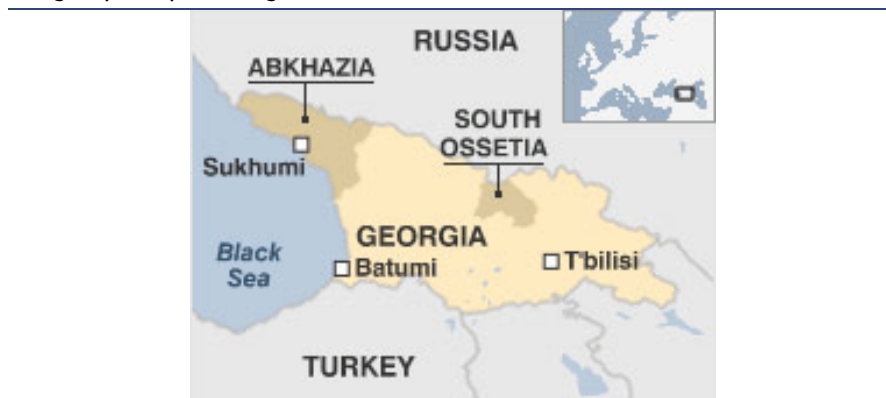 RUSSIA
ABKHAZIA
SOUTH
OSSETIA
Sukhumi
GEORGIA
Black
Sea
Batumi
T'bilisi
TURKEY